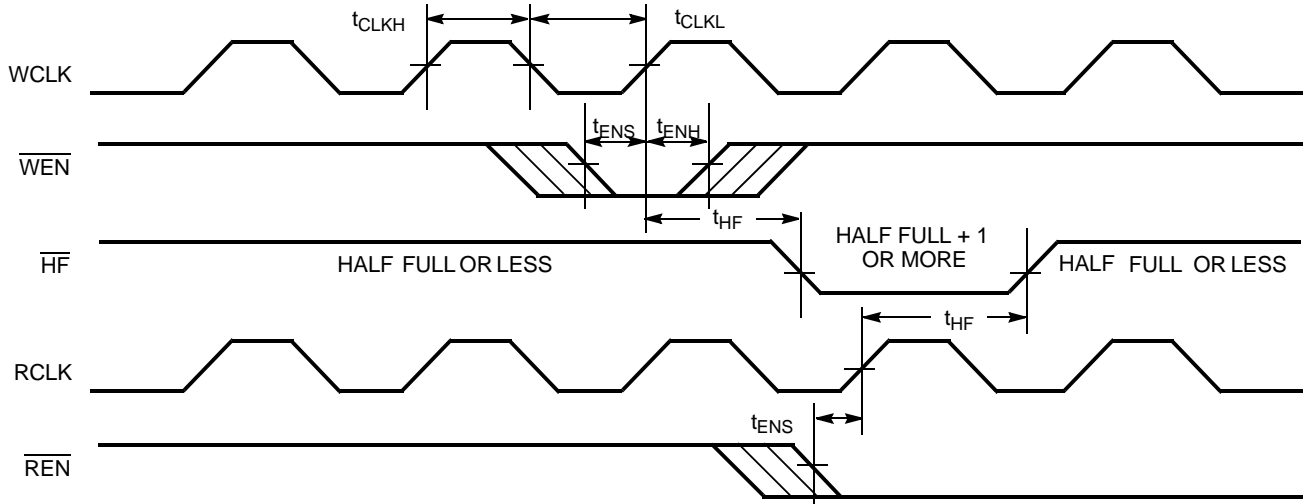 tCLKH
tCLKL
WCLK
tENS
tENH
WEN
tHF
HF
HALF FULL OR LESS
HALF FULL + 1
OR MORE
HALF FULL OR LESS
tHF
RCLK
tENS
REN